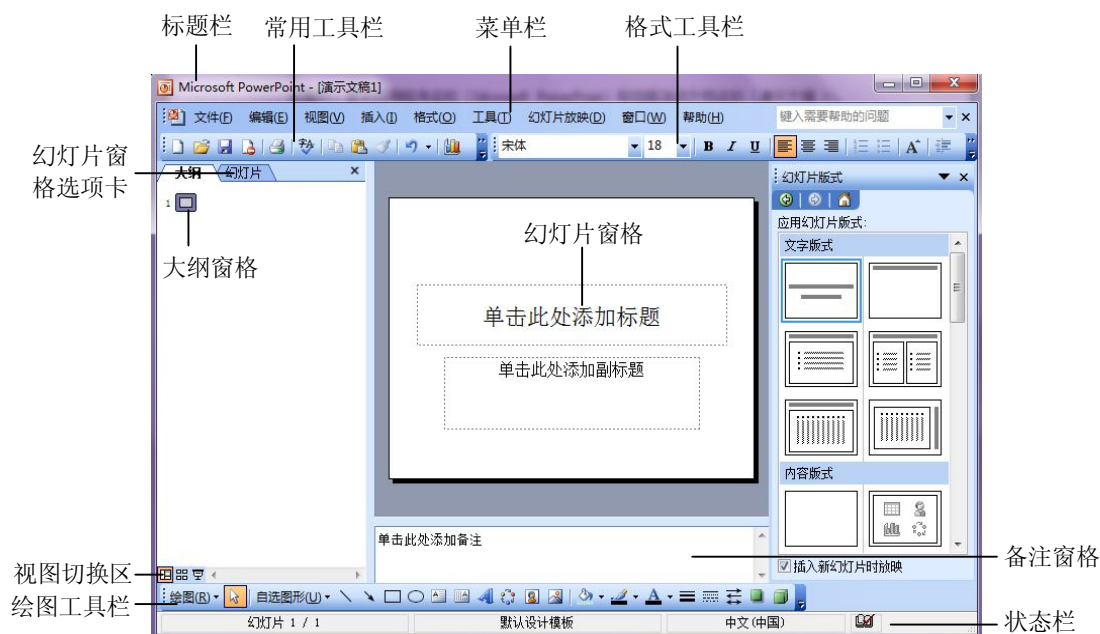 标题栏 常用工具栏 菜单栏 格式工具栏
Microsoft PowerPoint - [演示文稿1]
文件(F) 编辑(E) 视图(V) 插入(I) 格式(O) 工具(T) 幻灯片放映(D) 窗口(W) 帮助(H) 键入需要帮助的问题
宋体 18 B I U A
幻灯片窗
格选项卡
大纲 幻灯片
幻灯片版式
1
应用幻灯片版式:
文字版式
大纲窗格
幻灯片窗格
单击此处添加标题
单击此处添加副标题
内容版式
单击此处添加备注
备注窗格
插入新幻灯片时放映
视图切换区
绘图工具栏
绘图(R) 自选图形(U) A
幻灯片 1 / 1 默认设计模板 中文(中国)
状态栏